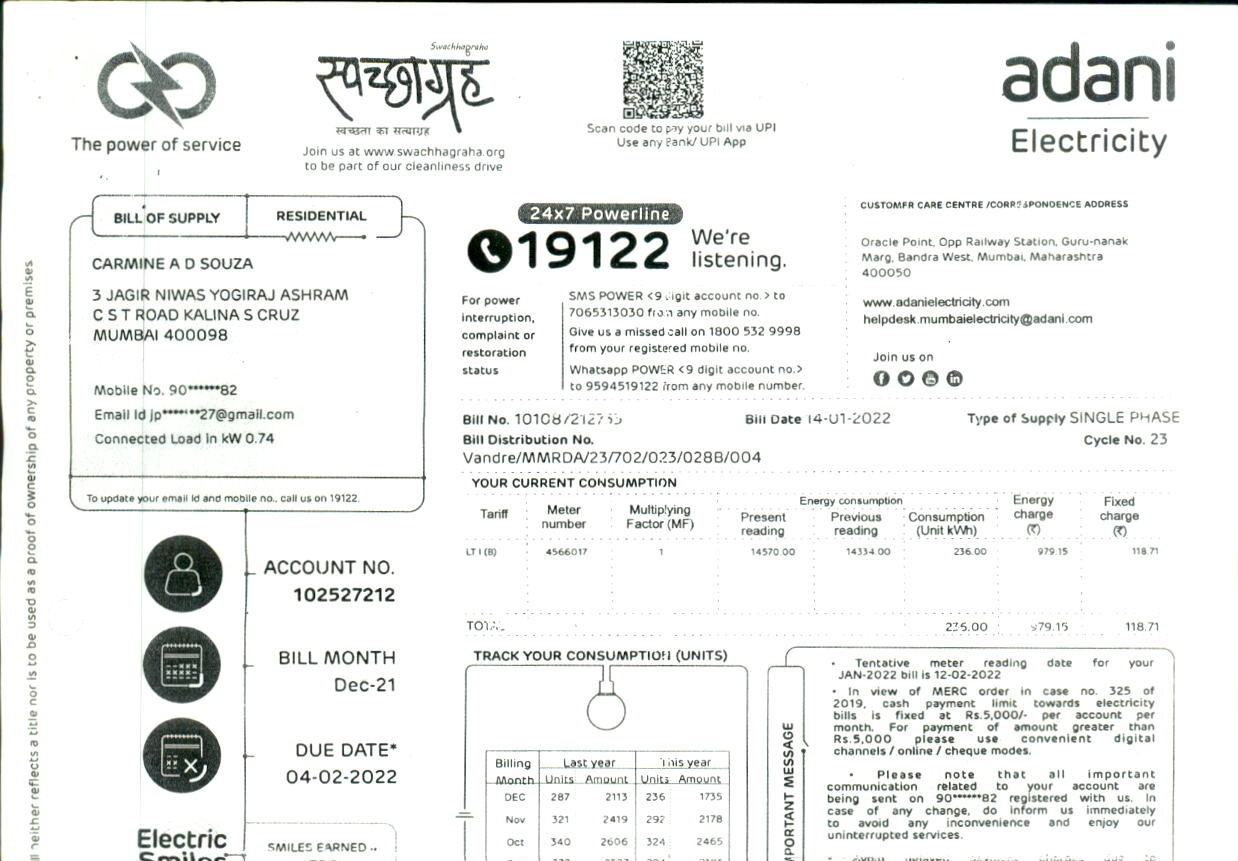 Swachhagraha
स्वच्छाग्रह
स्वच्छता का सत्याग्रह
The power of service
Join us at www.swachhagraha.org
to be part of our cleanliness drive
Scan code to pay your bill via UPI
Use any Bank/ UPI App
adani
Electricity
BILL OF SUPPLY
RESIDENTIAL
CARMINE A D SOUZA
3 JAGIR NIWAS YOGIRAJ ASHRAM
C S T ROAD KALINA S CRUZ
MUMBAI 400098
Mobile No. 90******82
Email Id jp******27@gmail.com
Connected Load in kW 0.74
To update your email Id and mobile no., call us on 19122.
24x7 Powerline
19122 We're
listening.
For power
interruption,
complaint or
restoration
status
SMS POWER <9 digit account no.> to
7065313030 from any mobile no.
Give us a missed call on 1800 532 9998
from your registered mobile no.
Whatsapp POWER <9 digit account no.>
to 9594519122 from any mobile number.
CUSTOMER CARE CENTRE /CORRESPONDENCE ADDRESS
Oracle Point, Opp Railway Station, Guru-nanak
Marg, Bandra West, Mumbai, Maharashtra
400050
www.adanielectricity.com
helpdesk.mumbaielectricity@adani.com
Join us on
Bill No. Bill Date 14-01-2022 Type of Supply SINGLE PHASE
Bill Distribution No. Cycle No. 23
Vandre/MMRDA/23/702/023/028B/004
YOUR CURRENT CONSUMPTION
Tariff Meter number Multiplying Factor (MF) Energy consumption Present reading Previous reading Consumption (Unit kWh) Energy charge (₹) Fixed charge (₹)
LT I (B) 4566017 1 14570.00 14334.00 236.00 979.15 118.71
TOTAL 236.00 979.15 118.71
ACCOUNT NO.
102527212
BILL MONTH
Dec-21
DUE DATE*
04-02-2022
Electric
Smiles
SMILES EARNED
TRACK YOUR CONSUMPTION (UNITS)
Billing Last year This year
Month Units Amount Units Amount
DEC 287 2113 236 1735
Nov 321 2419 292 2178
Oct 340 2606 324 2465
PORTANT MESSAGE
• Tentative meter reading date for your
JAN-2022 bill is 12-02-2022
• In view of MERC order in case no. 325 of
2019, cash payment limit towards electricity
bills is fixed at Rs.5,000/- per account per
month. For payment of amount greater than
Rs.5,000 please use convenient digital
channels / online / cheque modes.
• Please note that all important
communication related to your account are
being sent on 90******82 registered with us. In
case of any change, do inform us immediately
to avoid any inconvenience and enjoy our
uninterrupted services.
neither reflects a title nor is to be used as a proof of ownership of any property or premises